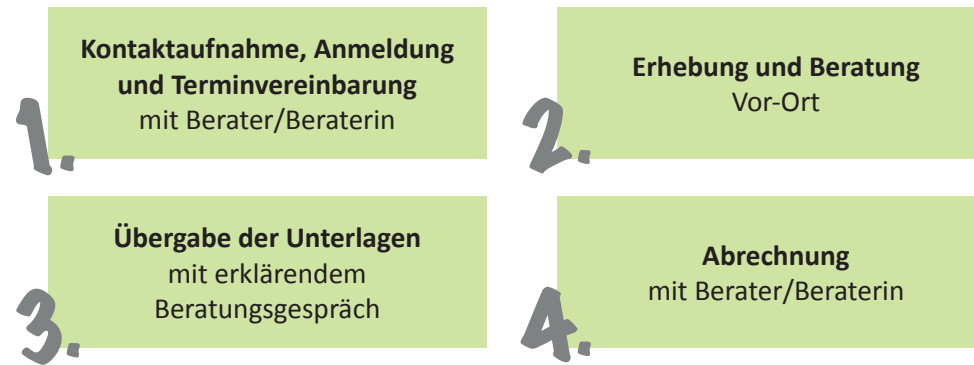 1.
Kontaktaufnahme, Anmeldung
und Terminvereinbarung
mit Berater/Beraterin
2.
Erhebung und Beratung
Vor-Ort
3.
Übergabe der Unterlagen
mit erklärendem
Beratungsgespräch
4.
Abrechnung
mit Berater/Beraterin